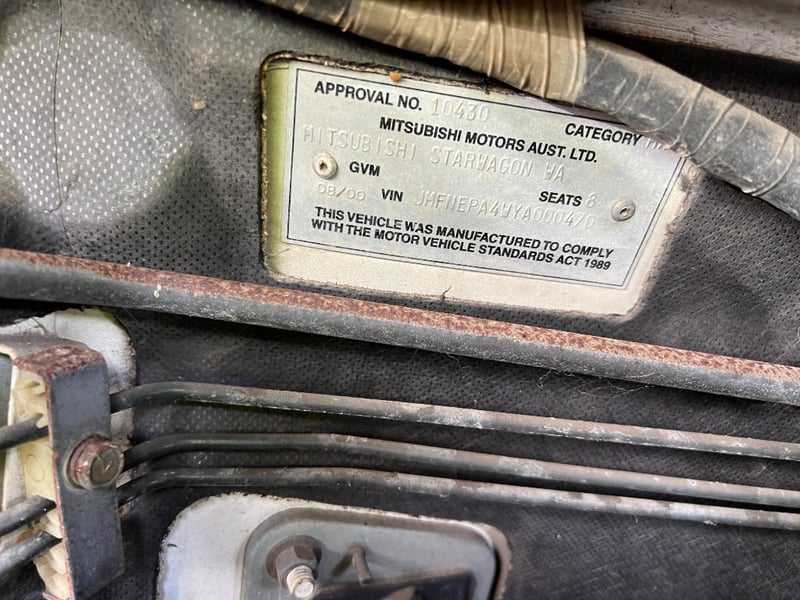 APPROVAL NO. 10430 CATEGORY
MITSUBISHI MOTORS AUST. LTD.
MITSUBISHI STARWAGON WA
GVM SEATS 8
08/00 VIN JMFNEPA4WYA000470
THIS VEHICLE WAS MANUFACTURED TO COMPLY
WITH THE MOTOR VEHICLE STANDARDS ACT 1989